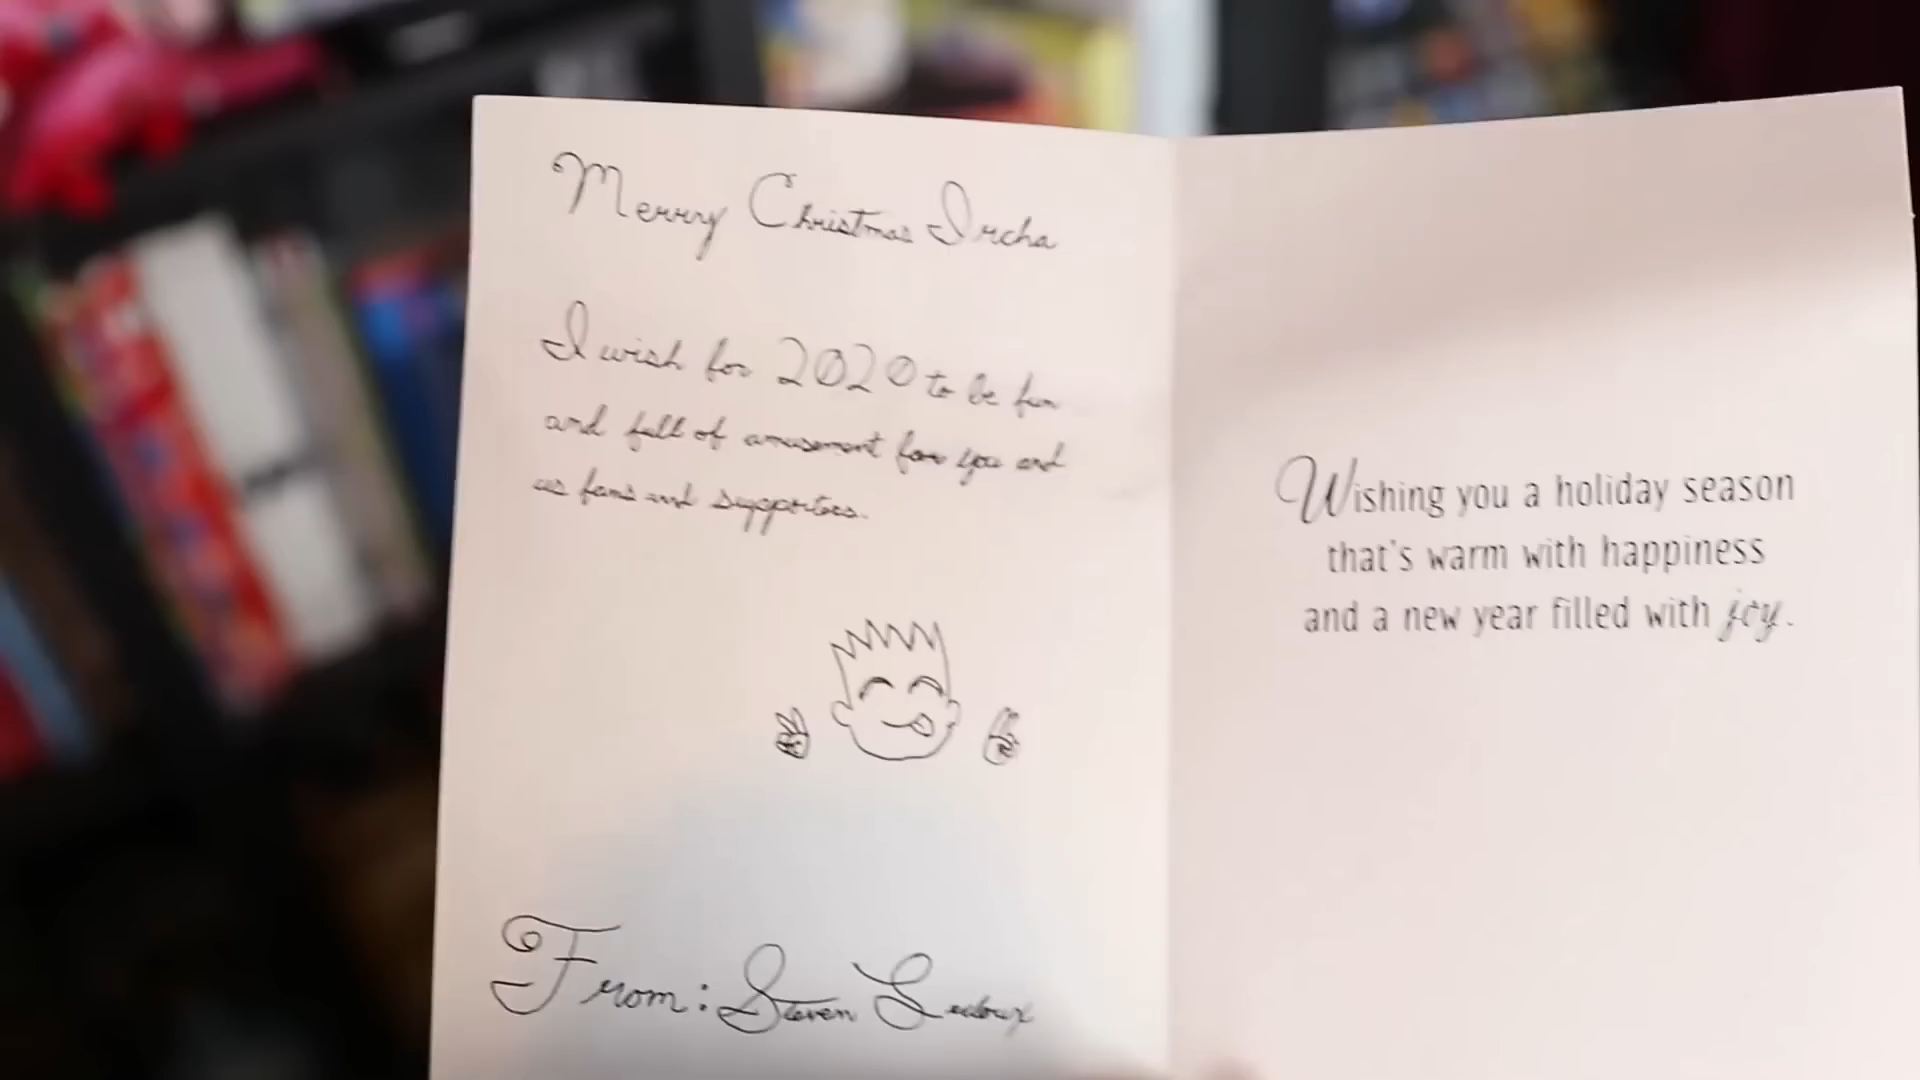 Merry Christmas Ircha
I wish for 2020 to be fun
and full of amusement for you and
us fans and supporters.
From: Steven Ledoux
Wishing you a holiday season
that's warm with happiness
and a new year filled with joy.